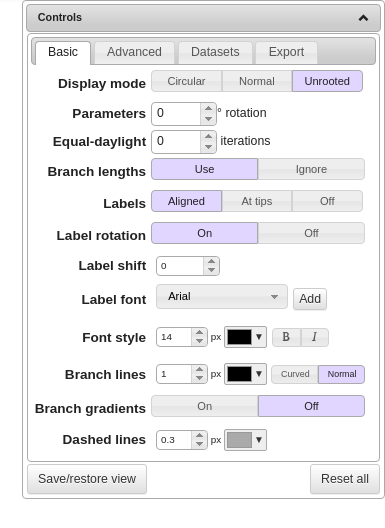 Controls
Basic Advanced Datasets Export
Display mode Circular Normal Unrooted
Parameters 0 ° rotation
Equal-daylight 0 iterations
Branch lengths Use Ignore
Labels Aligned At tips Off
Label rotation On Off
Label shift 0
Label font Arial Add
Font style 14 px B I
Branch lines 1 px Curved Normal
Branch gradients On Off
Dashed lines 0.3 px
Save/restore view Reset all